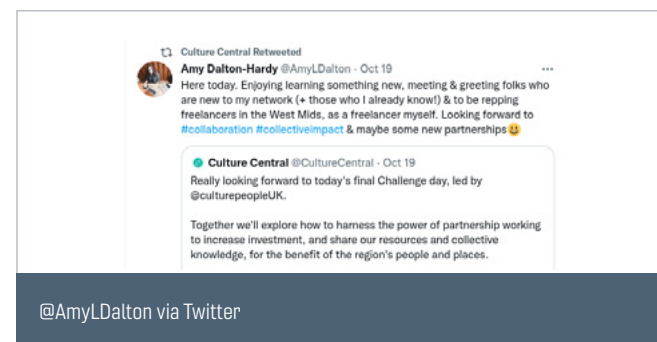 Culture Central Retweeted
Amy Dalton-Hardy @AmyLDalton · Oct 19
Here today. Enjoying learning something new, meeting & greeting folks who
are new to my network (+ those who I already know!) & to be repping
freelancers in the West Mids, as a freelancer myself. Looking forward to
#collaboration #collectiveimpact & maybe some new partnerships😃
Culture Central @CultureCentral · Oct 19
Really looking forward to today's final Challenge day, led by
@culturepeopleUK.
Together we'll explore how to harness the power of partnership working
to increase investment, and share our resources and collective
knowledge, for the benefit of the region's people and places.
@AmyLDalton via Twitter